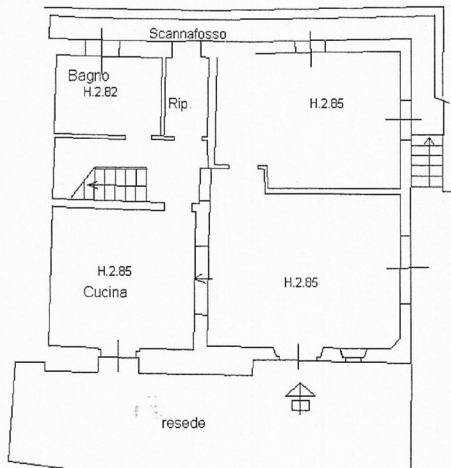 Scannafosso
Bagno
H.2.82
Rip.
H.2.85
H.2.85
Cucina
H.2.85
resede